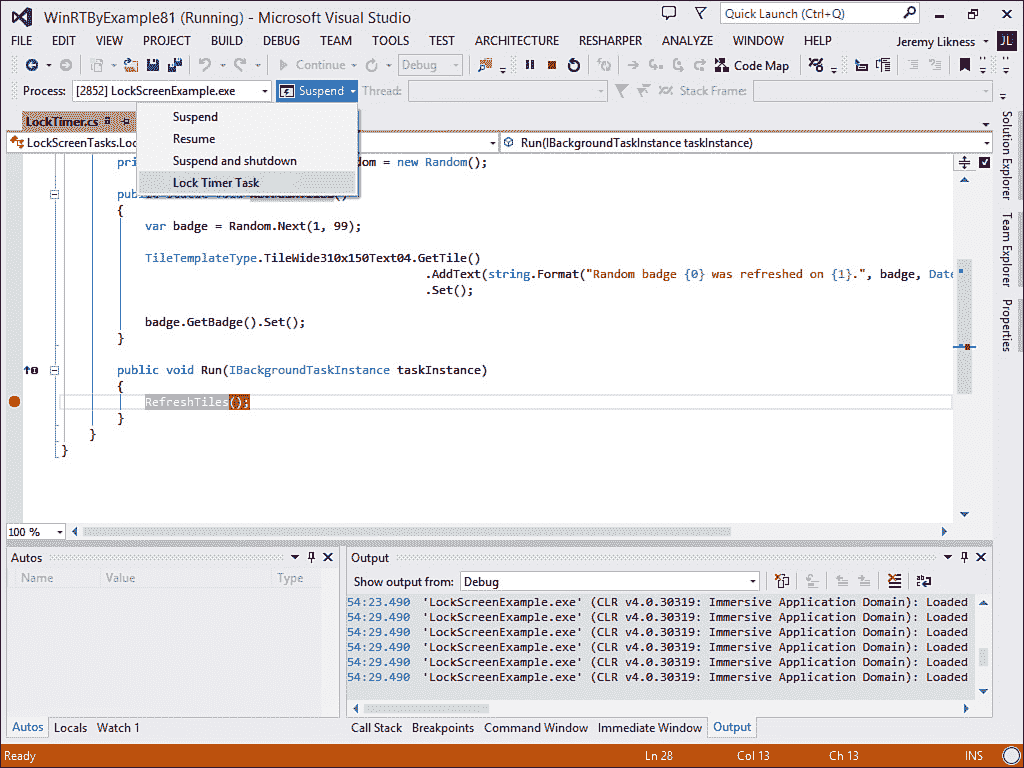 WinRTByExample81 (Running) - Microsoft Visual Studio
Quick Launch (Ctrl+Q)
FILE EDIT VIEW PROJECT BUILD DEBUG TEAM TOOLS TEST ARCHITECTURE RESHARPER ANALYZE WINDOW HELP Jeremy Likness JL
Continue Debug Code Map
Process: [2852] LockScreenExample.exe Suspend Thread: Stack Frame:
Suspend
Resume
Suspend and shutdown
Lock Timer Task
LockTimer.cs
LockScreenTasks.Loc Run(IBackgroundTaskInstance taskInstance)
pri dom = new Random();
{
var badge = Random.Next(1, 99);
TileTemplateType.TileWide310x150Text04.GetTile()
.AddText(string.Format("Random badge {0} was refreshed on {1}.", badge, Date
.Set();
badge.GetBadge().Set();
}
public void Run(IBackgroundTaskInstance taskInstance)
{
RefreshTiles();
}
}
}
Solution Explorer
Team Explorer
Properties
100 %
Autos
Name Value Type
Output
Show output from: Debug
54:23.490 'LockScreenExample.exe' (CLR v4.0.30319: Immersive Application Domain): Loaded
54:29.490 'LockScreenExample.exe' (CLR v4.0.30319: Immersive Application Domain): Loaded
54:29.490 'LockScreenExample.exe' (CLR v4.0.30319: Immersive Application Domain): Loaded
54:29.490 'LockScreenExample.exe' (CLR v4.0.30319: Immersive Application Domain): Loaded
54:29.490 'LockScreenExample.exe' (CLR v4.0.30319: Immersive Application Domain): Loaded
54:29.490 'LockScreenExample.exe' (CLR v4.0.30319: Immersive Application Domain): Loaded
Autos Locals Watch 1
Call Stack Breakpoints Command Window Immediate Window Output
Ready Ln 28 Col 13 Ch 13 INS